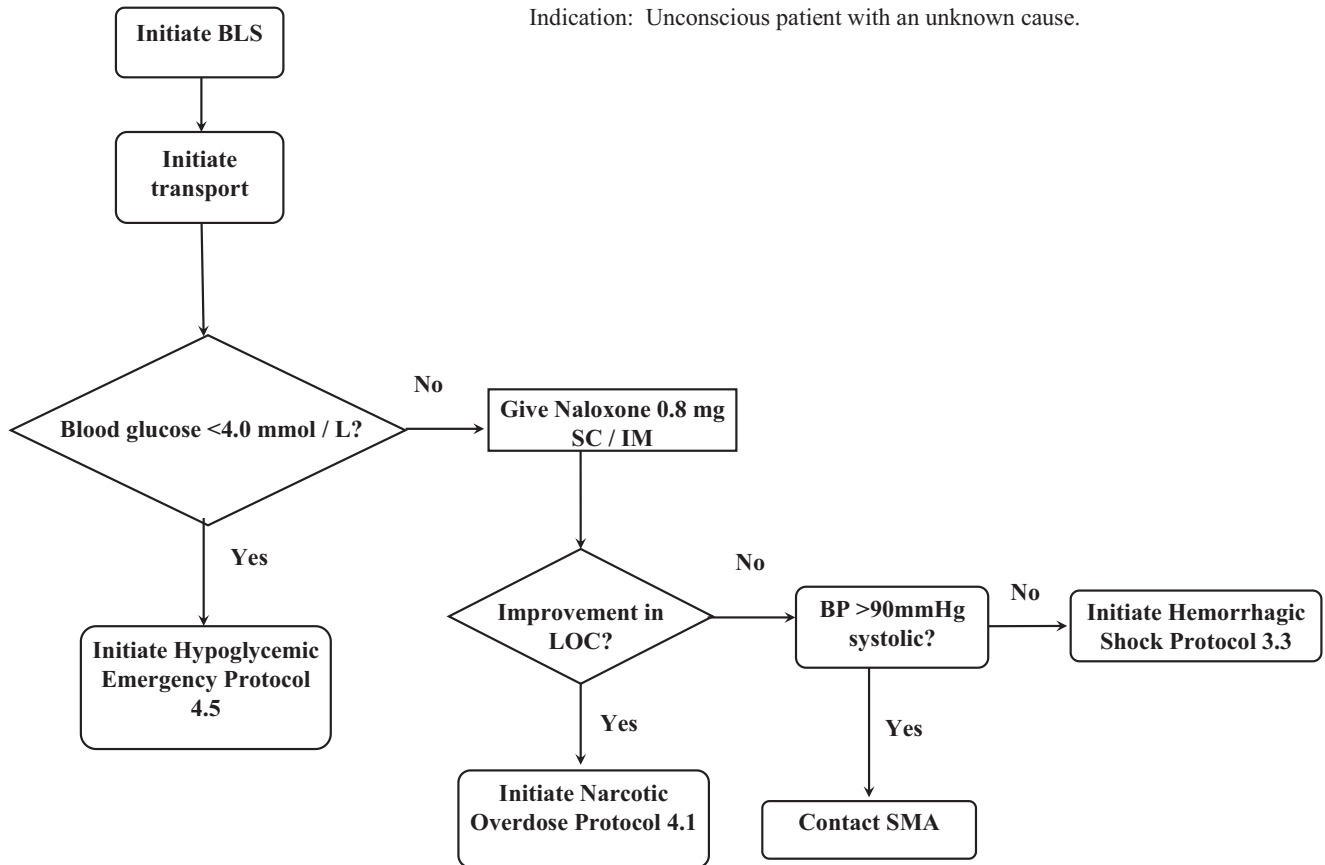 Indication:  Unconscious patient with an unknown cause.
Initiate BLS
Initiate
transport
Blood glucose <4.0 mmol / L?
No
Give Naloxone 0.8 mg
SC / IM
Yes
Initiate Hypoglycemic
Emergency Protocol
4.5
Improvement in
LOC?
No
BP >90mmHg
systolic?
No
Initiate Hemorrhagic
Shock Protocol 3.3
Yes
Initiate Narcotic
Overdose Protocol 4.1
Yes
Contact SMA